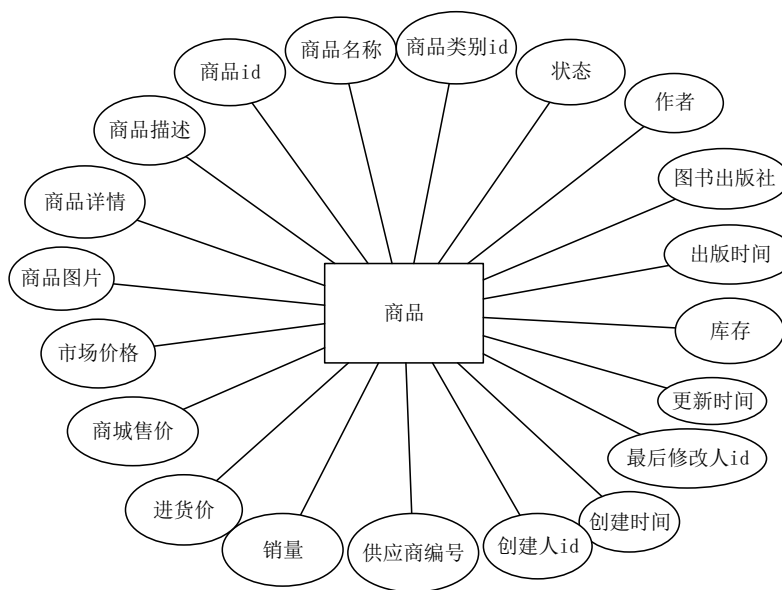 商品名称
商品类别id
商品id
状态
作者
商品描述
图书出版社
商品详情
出版时间
商品图片
商品
库存
市场价格
更新时间
商城售价
最后修改人id
进货价
创建时间
销量
供应商编号
创建人id